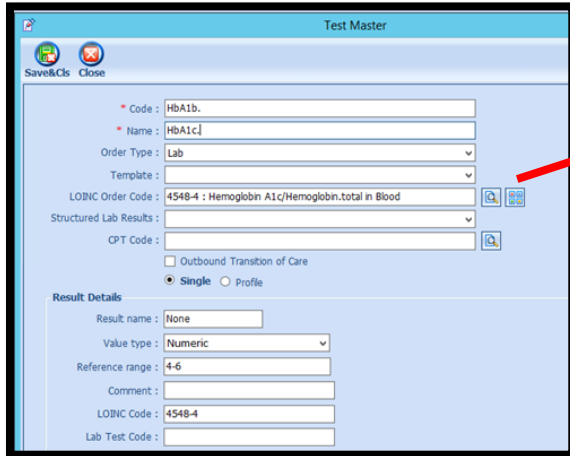 Test Master
Save&Cls Close
* Code : HbA1b.
* Name : HbA1c.
Order Type : Lab
Template :
LOINC Order Code : 4548-4 : Hemoglobin A1c/Hemoglobin.total in Blood
Structured Lab Results :
CPT Code :
Outbound Transition of Care
Single Profile
Result Details
Result name : None
Value type : Numeric
Reference range : 4-6
Comment :
LOINC Code : 4548-4
Lab Test Code :